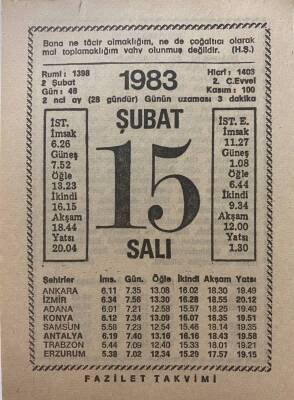 Bana ne tâcir olmaklığım, ne de çoğaltıcı olarak
mal toplamaklığım vahy olunmuş değildir. (H.Ş.)
Rumî : 1398
2 Şubat
Gün : 46
1983
Hicrî : 1403
2. C.Evvel
Kasım : 100
2 nci ay (28 gündür) Günün uzaması 3 dakika
ŞUBAT
15
SALI
İST.
İmsak
6.26
Güneş
7.52
Öğle
13.23
İkindi
16.15
Akşam
18.44
Yatsı
20.04
İST. E.
İmsak
11.27
Güneş
1.08
Öğle
6.44
İkindi
9.34
Akşam
12.00
Yatsı
1.30
Şehirler İms. Gün. Öğle İkindi Akşam Yatsı
ANKARA 6.11 7.35 13.08 16.02 18.30 19.49
İZMİR 6.34 7.56 13.30 16.28 18.55 20.12
ADANA 6.01 7.21 12.58 15.57 18.25 19.40
KONYA 6.12 7.34 13.09 16.07 18.35 19.51
SAMSUN 5.58 7.23 12.54 15.46 18.14 19.35
ANTALYA 6.19 7.40 13.16 16.16 18.43 19.58
TRABZON 5.44 7.09 12.40 15.33 18.01 19.21
ERZURUM 5.38 7.02 12.34 15.29 17.57 19.15
FAZİLET TAKVİMİ